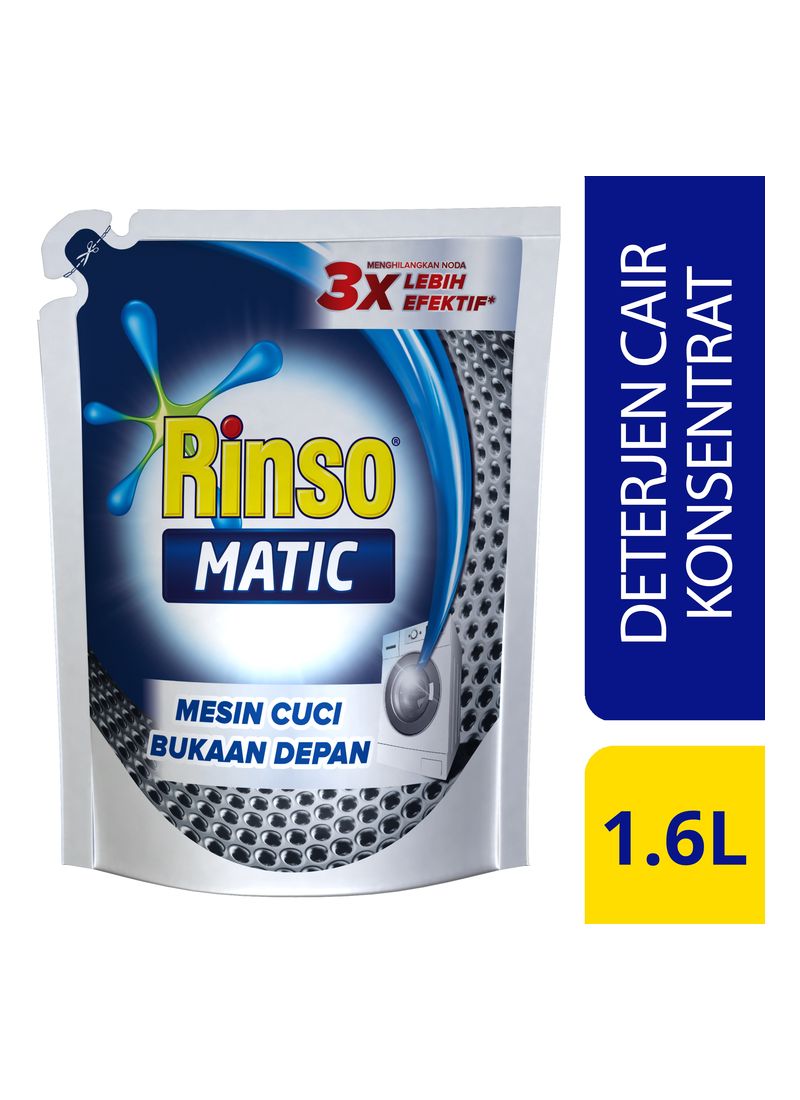 MENGHILANGKAN NODA
3X LEBIH
EFEKTIF*
Rinso®
MATIC
MESIN CUCI
BUKAAN DEPAN
DETERJEN CAIR
KONSENTRAT
1.6L